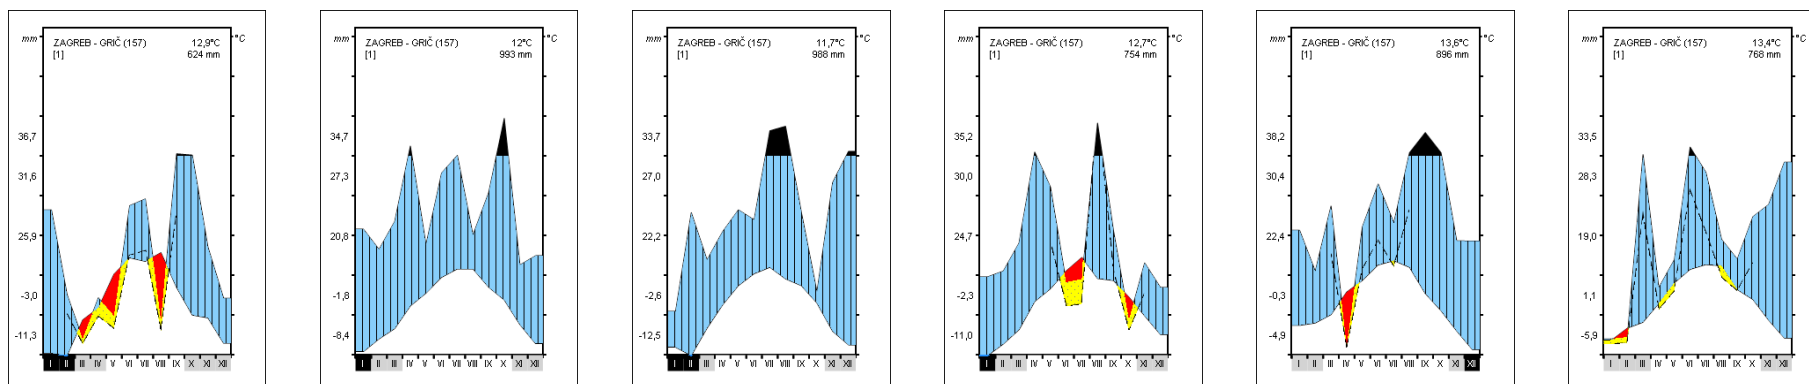 mm °C
ZAGREB - GRIČ (157) 12,9°C
[1] 624 mm
36,7
31,6
25,9
-3,0
-11,3
I II III IV V VI VII VIII IX X XI XII
ZAGREB - GRIČ (157) 12°C
[1] 993 mm
34,7
27,3
20,8
-1,8
-8,4
I II III IV V VI VII VIII IX X XI XII
mm °C
ZAGREB - GRIČ (157) 11,7°C
[1] 988 mm
33,7
27,0
22,2
-2,6
-12,5
I II III IV V VI VII VIII IX X XI XII
mm °C
ZAGREB - GRIČ (157) 12,7°C
[1] 754 mm
35,2
30,0
24,7
-2,3
-11,0
I II III IV V VI VII VIII IX X XI XII
mm °C
ZAGREB - GRIČ (157) 13,6°C
[1] 896 mm
38,2
30,4
22,4
-0,3
-4,9
I II III IV V VI VII VIII IX X XI XII
mm °C
ZAGREB - GRIČ (157) 13,4°C
[1] 768 mm
33,5
28,3
19,0
1,1
-5,9
I II III IV V VI VII VIII IX X XI XII